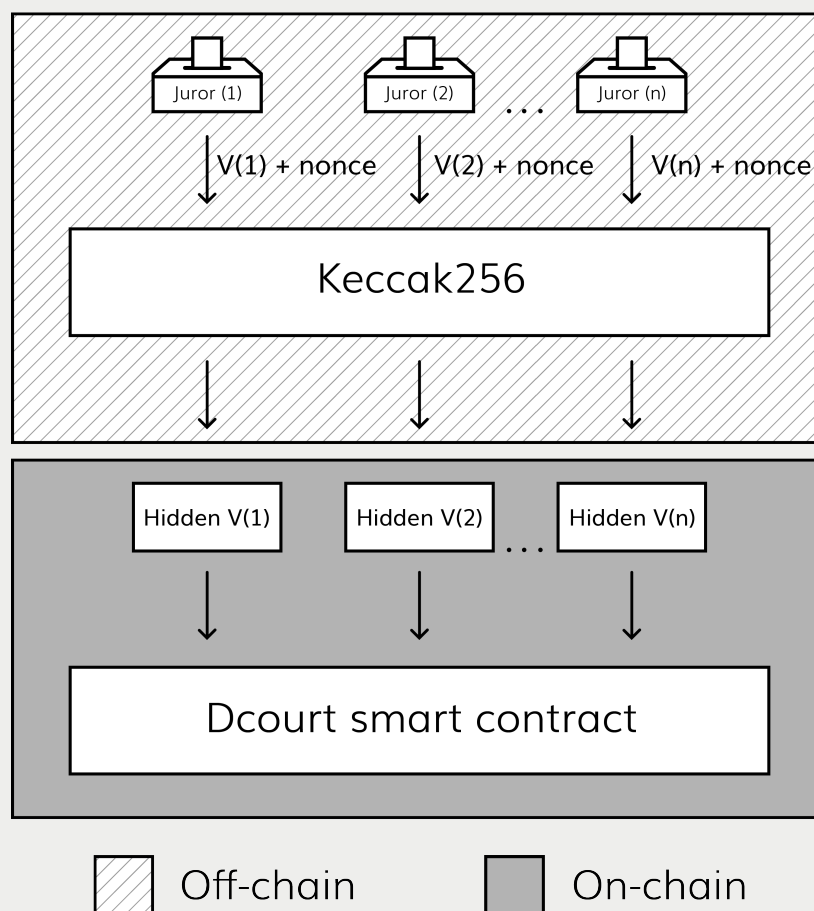 Juror (1)
Juror (2)
...
Juror (n)
V(1) + nonce
V(2) + nonce
V(n) + nonce
Keccak256
Hidden V(1)
Hidden V(2)
...
Hidden V(n)
Dcourt smart contract
Off-chain
On-chain